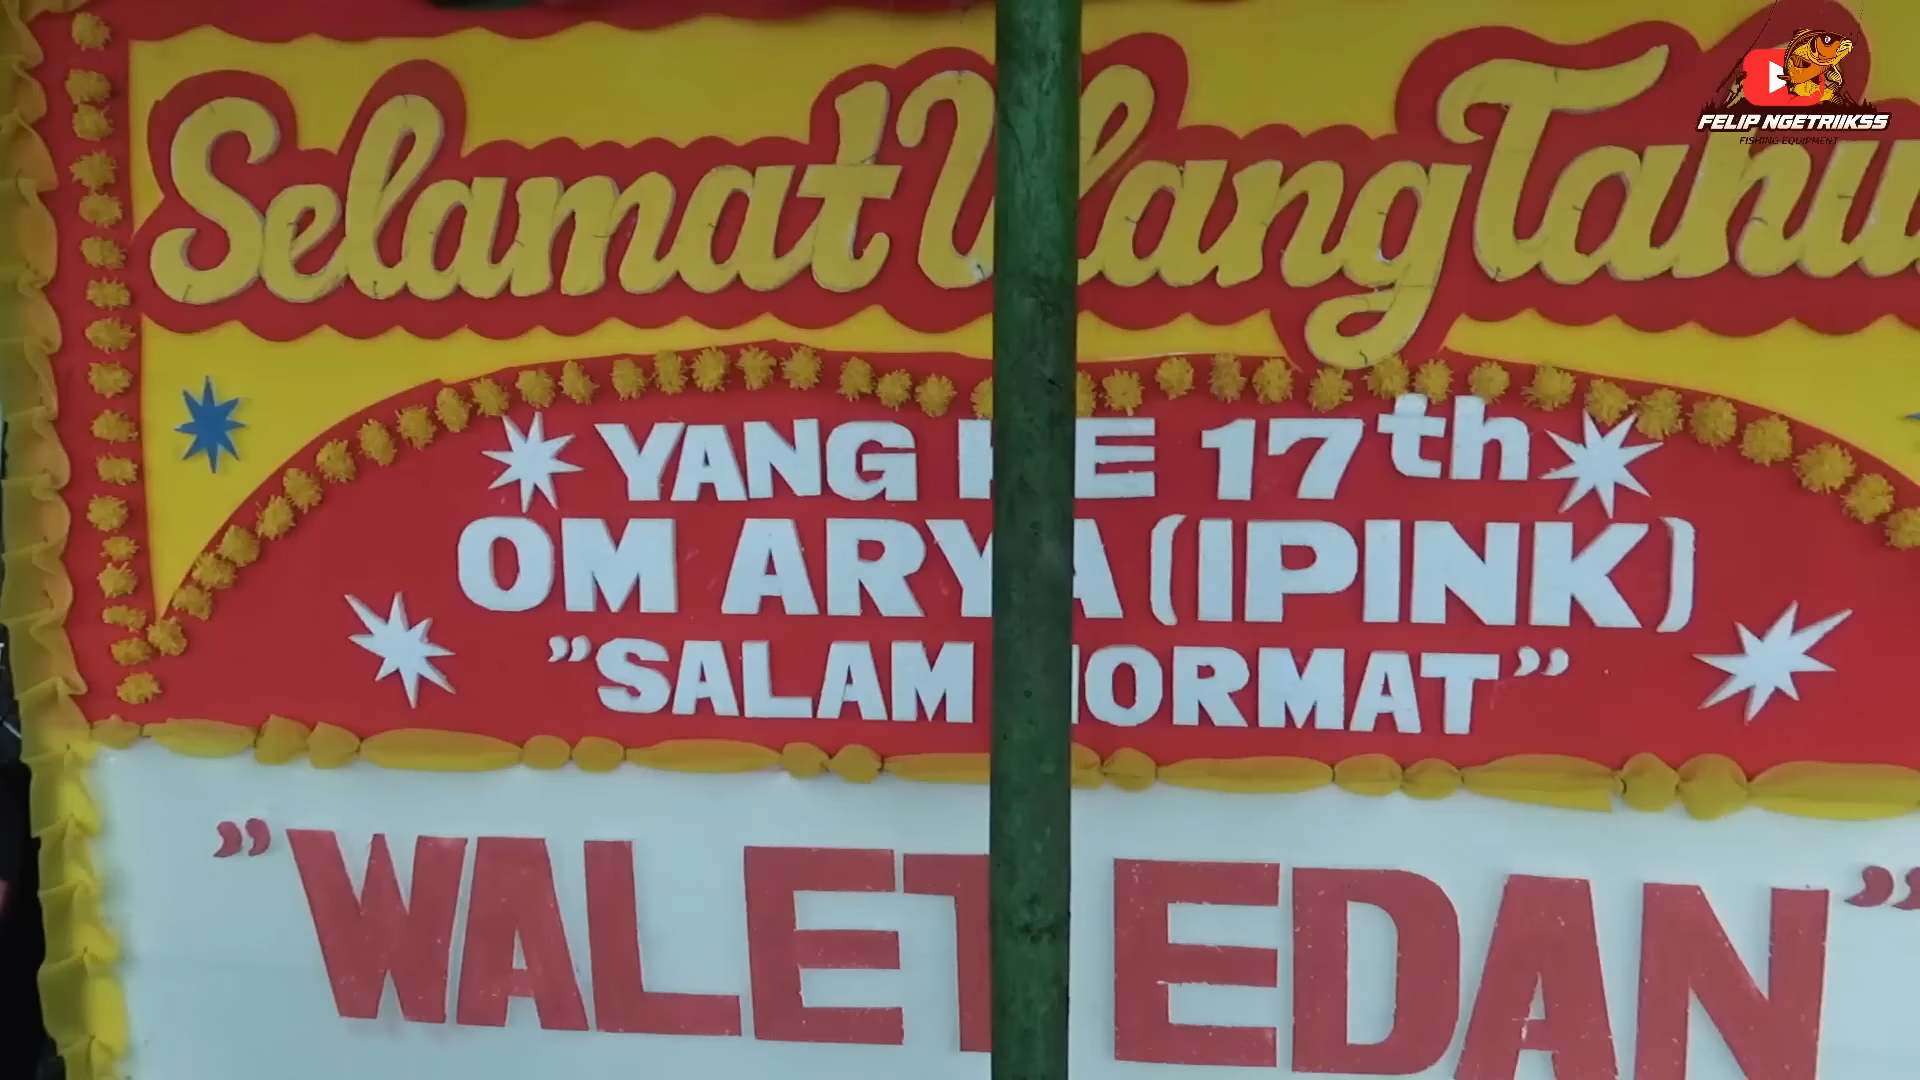 Selamat Ulang Tahu
YANG KE 17th
OM ARYA (IPINK)
"SALAM HORMAT"
"WALET EDAN"
FELIP NGETRIIKSS
FISHING EQUIPMENT